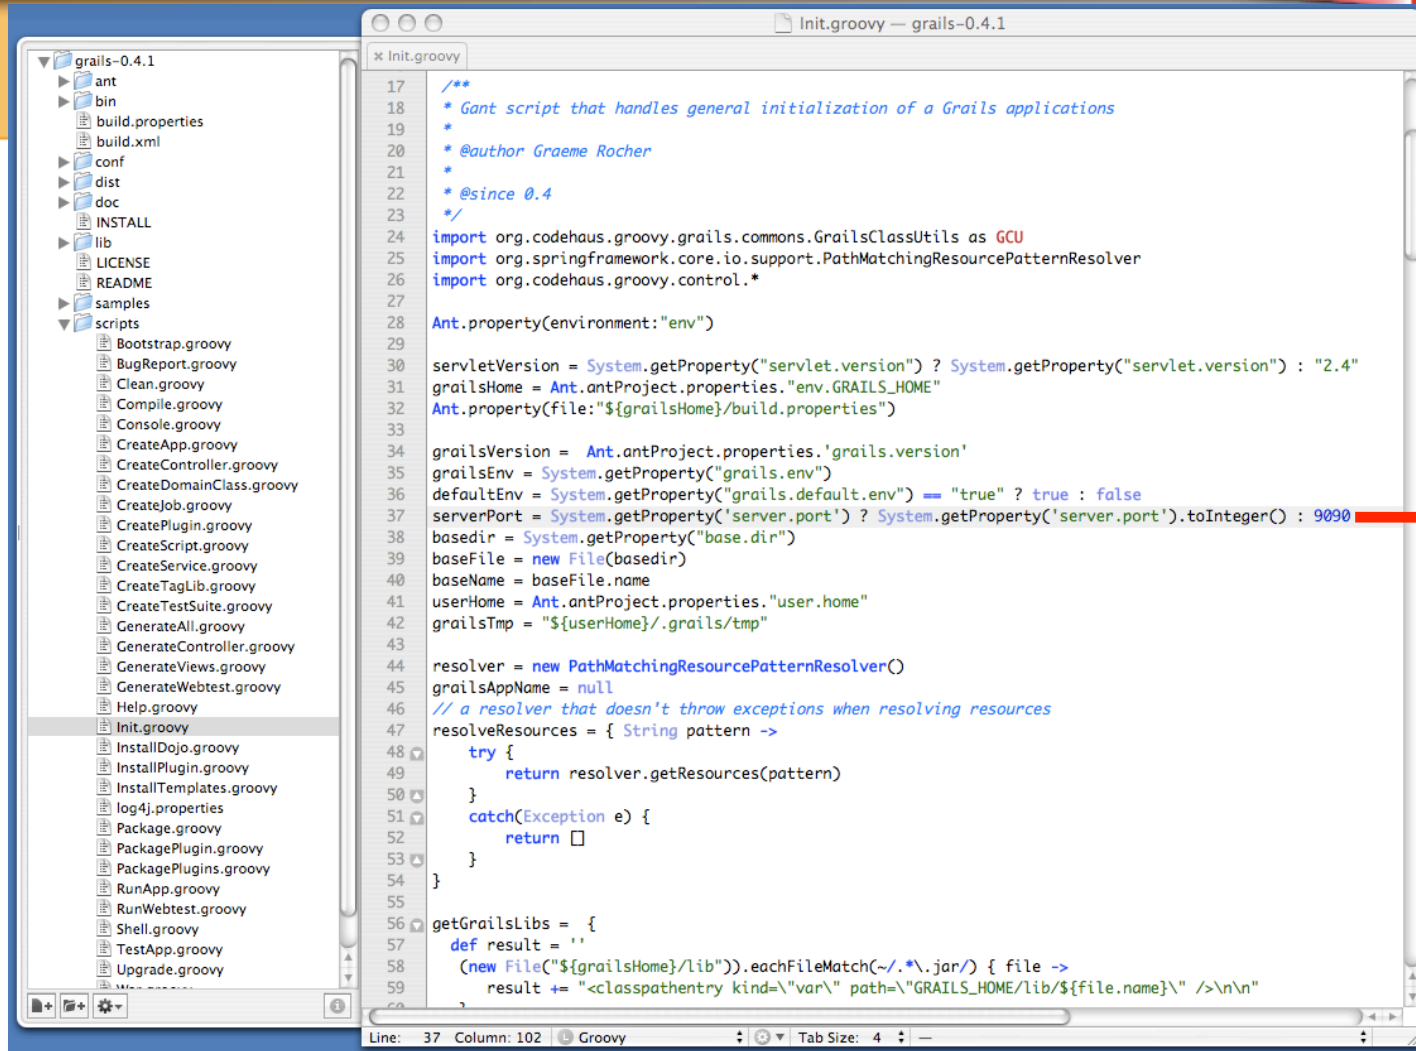 Init.groovy — grails-0.4.1
Init.groovy
grails-0.4.1
ant
bin
build.properties
build.xml
conf
dist
doc
INSTALL
lib
LICENSE
README
samples
scripts
Bootstrap.groovy
BugReport.groovy
Clean.groovy
Compile.groovy
Console.groovy
CreateApp.groovy
CreateController.groovy
CreateDomainClass.groovy
CreateJob.groovy
CreatePlugin.groovy
CreateScript.groovy
CreateService.groovy
CreateTagLib.groovy
CreateTestSuite.groovy
GenerateAll.groovy
GenerateController.groovy
GenerateViews.groovy
GenerateWebtest.groovy
Help.groovy
Init.groovy
InstallDojo.groovy
InstallPlugin.groovy
InstallTemplates.groovy
log4j.properties
Package.groovy
PackagePlugin.groovy
PackagePlugins.groovy
RunApp.groovy
RunWebtest.groovy
Shell.groovy
TestApp.groovy
Upgrade.groovy
17 /**
18 * Gant script that handles general initialization of a Grails applications
19 *
20 * @author Graeme Rocher
21 *
22 * @since 0.4
23 */
24 import org.codehaus.groovy.grails.commons.GrailsClassUtils as GCU
25 import org.springframework.core.io.support.PathMatchingResourcePatternResolver
26 import org.codehaus.groovy.control.*
27
28 Ant.property(environment:"env")
29
30 servletVersion = System.getProperty("servlet.version") ? System.getProperty("servlet.version") : "2.4"
31 grailsHome = Ant.antProject.properties."env.GRAILS_HOME"
32 Ant.property(file:"${grailsHome}/build.properties")
33
34 grailsVersion =  Ant.antProject.properties.'grails.version'
35 grailsEnv = System.getProperty("grails.env")
36 defaultEnv = System.getProperty("grails.default.env") == "true" ? true : false
37 serverPort = System.getProperty('server.port') ? System.getProperty('server.port').toInteger() : 9090
38 basedir = System.getProperty("base.dir")
39 baseFile = new File(basedir)
40 baseName = baseFile.name
41 userHome = Ant.antProject.properties."user.home"
42 grailsTmp = "${userHome}/.grails/tmp"
43
44 resolver = new PathMatchingResourcePatternResolver()
45 grailsAppName = null
46 // a resolver that doesn't throw exceptions when resolving resources
47 resolveResources = { String pattern ->
48 try {
49 return resolver.getResources(pattern)
50 }
51 catch(Exception e) {
52 return []
53 }
54 }
55
56 getGrailsLibs =  {
57 def result = ''
58 (new File("${grailsHome}/lib")).eachFileMatch(~/.*\.jar/) { file ->
59 result += "<classpathentry kind=\"var\" path=\"GRAILS_HOME/lib/${file.name}\" />\n\n"
Line: 37 Column: 102 L Groovy Tab Size: 4 —